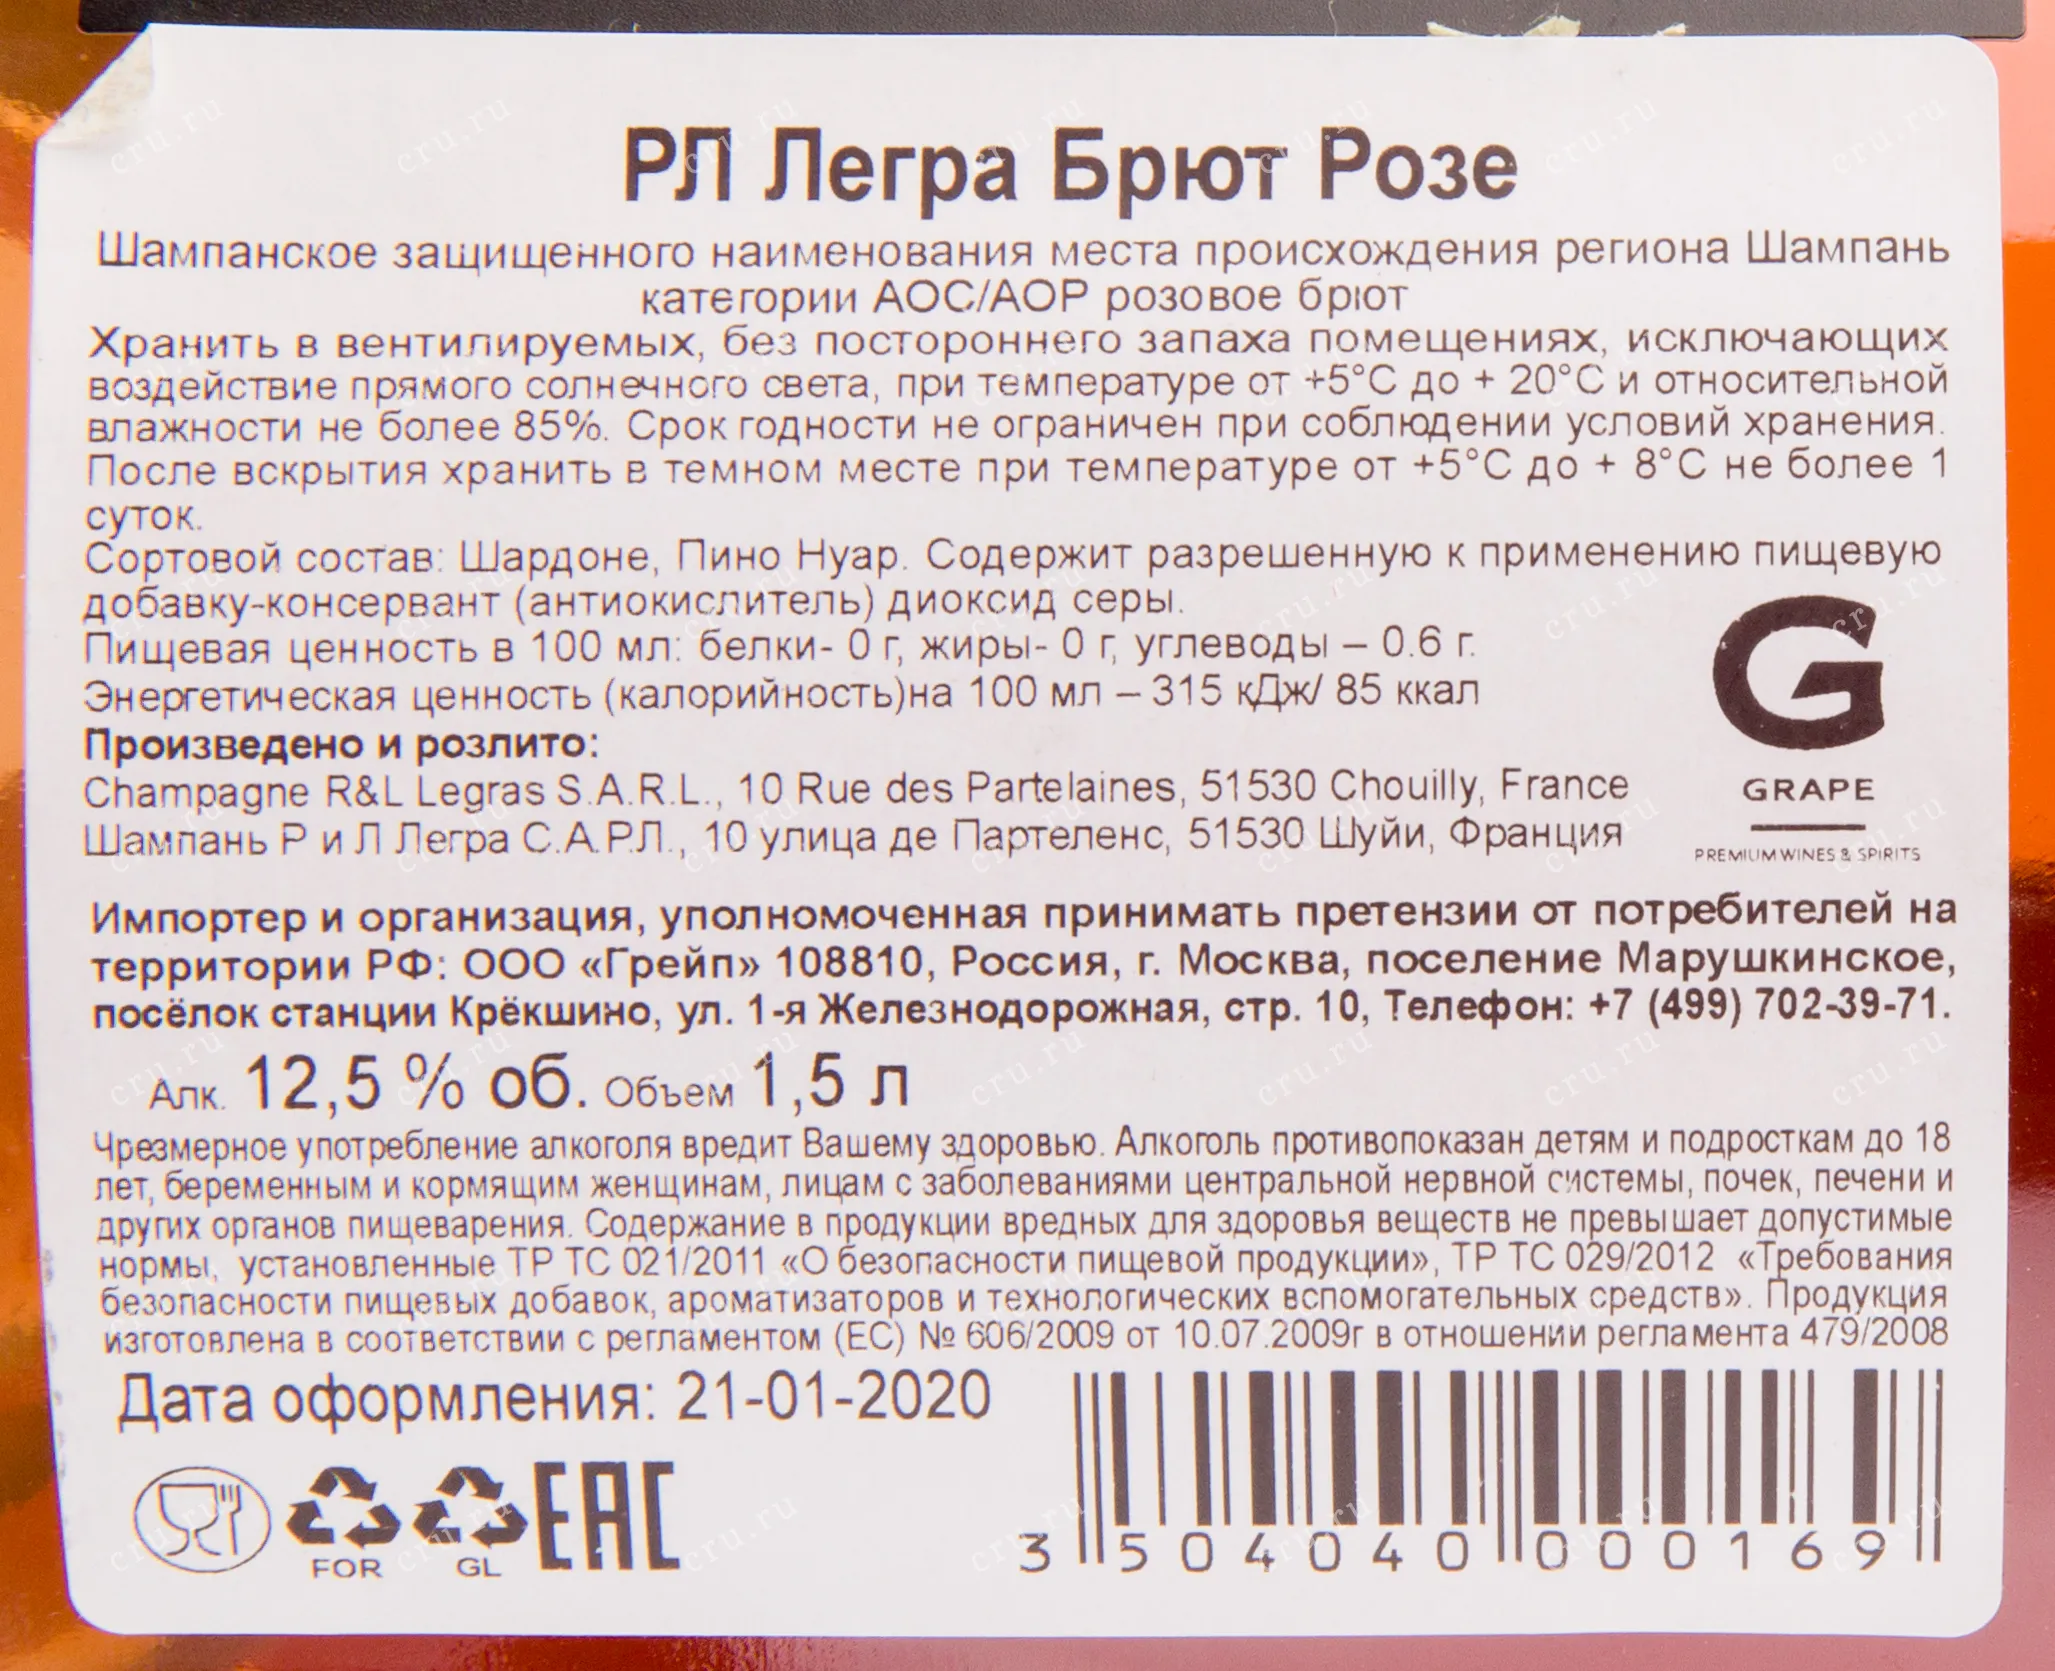 РЛ Легра Брют Розе
Шампанское защищенного наименования места происхождения региона Шампань
категории АОС/АОР розовое брют
Хранить в вентилируемых, без постороннего запаха помещениях, исключающих
воздействие прямого солнечного света, при температуре от +5°C до + 20°C и относительной
влажности не более 85%. Срок годности не ограничен при соблюдении условий хранения.
После вскрытия хранить в темном месте при температуре от +5°C до + 8°C не более 1
суток.
Сортовой состав: Шардоне, Пино Нуар. Содержит разрешенную к применению пищевую
добавку-консервант (антиокислитель) диоксид серы.
Пищевая ценность в 100 мл: белки- 0 г, жиры- 0 г, углеводы – 0.6 г.
Энергетическая ценность (калорийность)на 100 мл – 315 кДж/ 85 ккал
Произведено и розлито:
Champagne R&L Legras S.A.R.L., 10 Rue des Partelaines, 51530 Chouilly, France
Шампань Р и Л Легра С.А.Р.Л., 10 улица де Партеленс, 51530 Шуйи, Франция
G
GRAPE
PREMIUM WINES & SPIRITS
Импортер и организация, уполномоченная принимать претензии от потребителей на
территории РФ: ООО «Грейп» 108810, Россия, г. Москва, поселение Марушкинское,
посёлок станции Крёкшино, ул. 1-я Железнодорожная, стр. 10, Телефон: +7 (499) 702-39-71.
Алк. 12,5 % об. Объем 1,5 л
Чрезмерное употребление алкоголя вредит Вашему здоровью. Алкоголь противопоказан детям и подросткам до 18
лет, беременным и кормящим женщинам, лицам с заболеваниями центральной нервной системы, почек, печени и
других органов пищеварения. Содержание в продукции вредных для здоровья веществ не превышает допустимые
нормы, установленные ТР ТС 021/2011 «О безопасности пищевой продукции», ТР ТС 029/2012 «Требования
безопасности пищевых добавок, ароматизаторов и технологических вспомогательных средств». Продукция
изготовлена в соответствии с регламентом (ЕС) № 606/2009 от 10.07.2009г в отношении регламента 479/2008
Дата оформления: 21-01-2020
FOR
GL
EAC
3 504040 000169
cru.ru